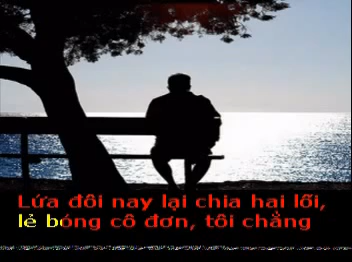 Lứa đôi nay lại chia hai lối,
lẻ bóng cô đơn, tôi chẳng